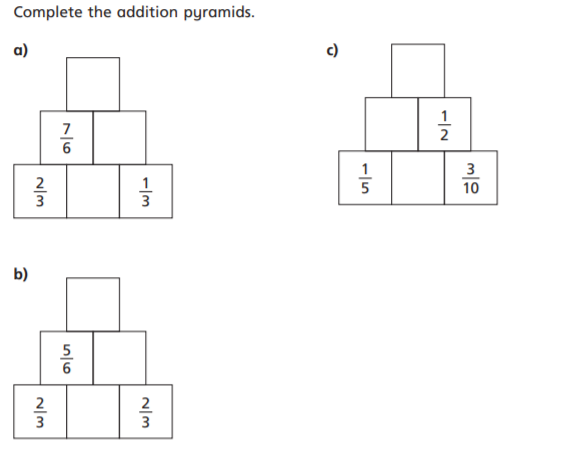 Complete the addition pyramids.
a)
7/6
2/3 1/3
c)
1/2
1/5 3/10
b)
5/6
2/3 2/3